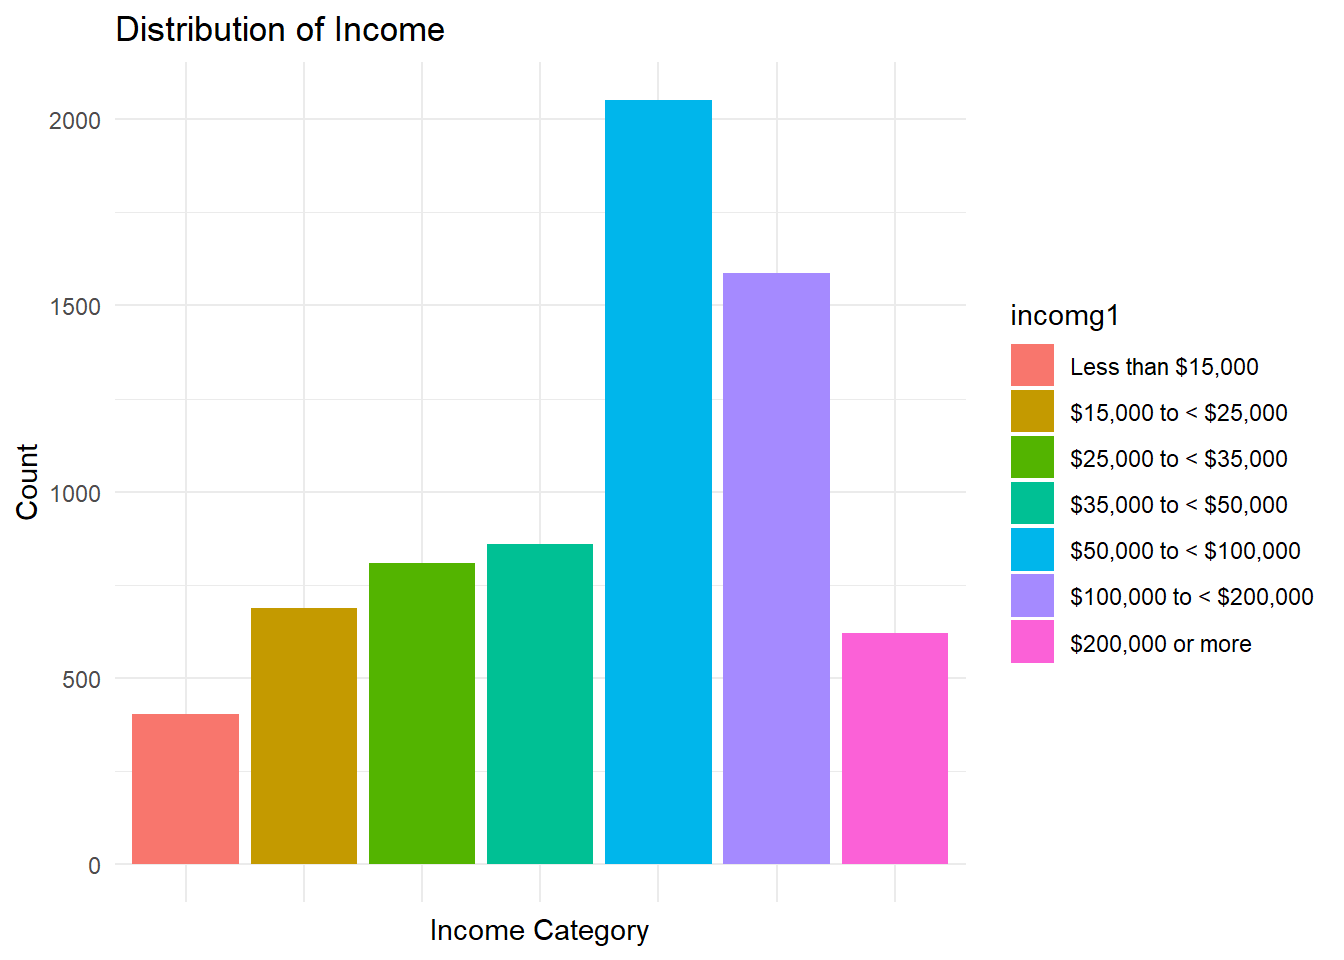 Distribution of Income
2000
1500
1000
500
0
Count
Income Category
incomg1
Less than $15,000
$15,000 to < $25,000
$25,000 to < $35,000
$35,000 to < $50,000
$50,000 to < $100,000
$100,000 to < $200,000
$200,000 or more